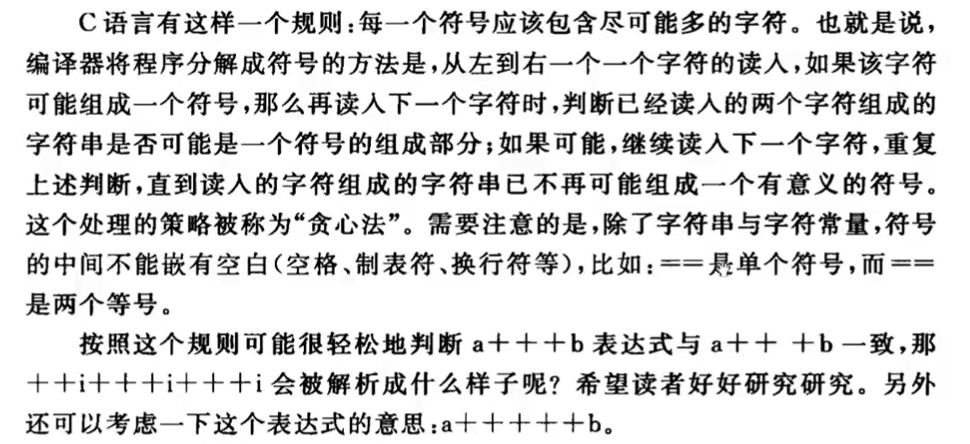 C语言有这样一个规则:每一个符号应该包含尽可能多的字符。也就是说,
编译器将程序分解成符号的方法是,从左到右一个一个字符的读入,如果该字符
可能组成一个符号,那么再读入下一个字符时,判断已经读入的两个字符组成的
字符串是否可能是一个符号的组成部分;如果可能,继续读入下一个字符,重复
上述判断,直到读入的字符组成的字符串已不再可能组成一个有意义的符号。
这个处理的策略被称为“贪心法”。需要注意的是,除了字符串与字符常量,符号
的中间不能嵌有空白(空格、制表符、换行符等),比如:==是单个符号,而==
是两个等号。
按照这个规则可能很轻松地判断 a+++b 表达式与 a++ +b 一致,那
++i+++i+++i 会被解析成什么样子呢?希望读者好好研究研究。另外
还可以考虑一下这个表达式的意思:a+++++b。